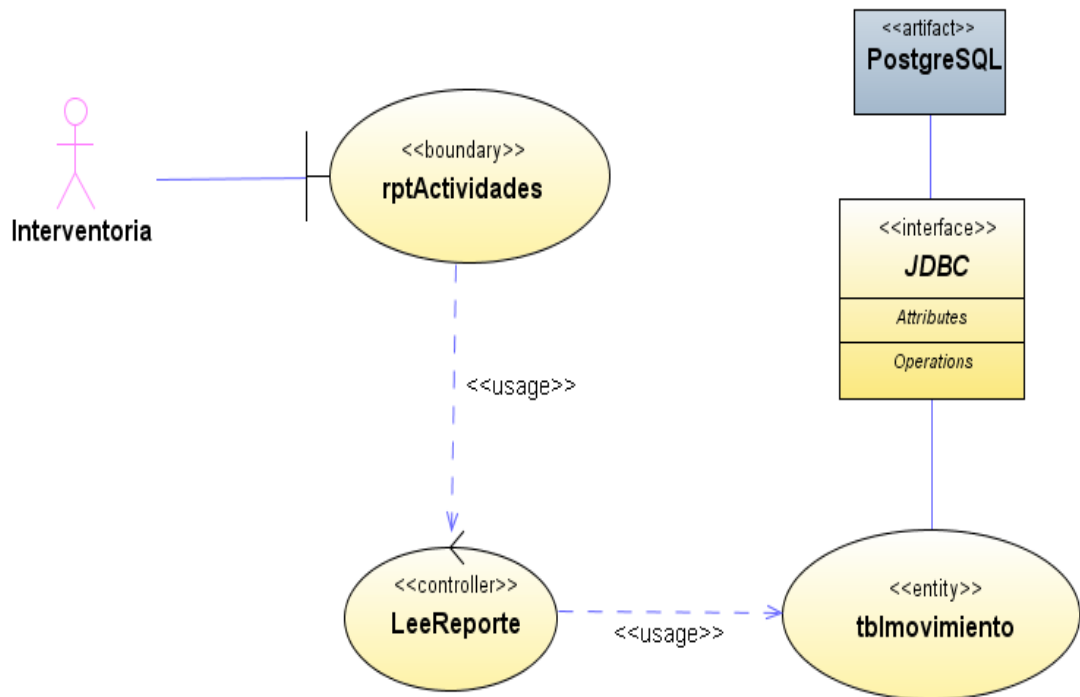 <<artifact>>
PostgreSQL
<<boundary>>
rptActividades
Interventoria
<<interface>>
JDBC
Attributes
Operations
<<usage>>
<<controller>>
LeeReporte
<<usage>>
<<entity>>
tblmovimiento